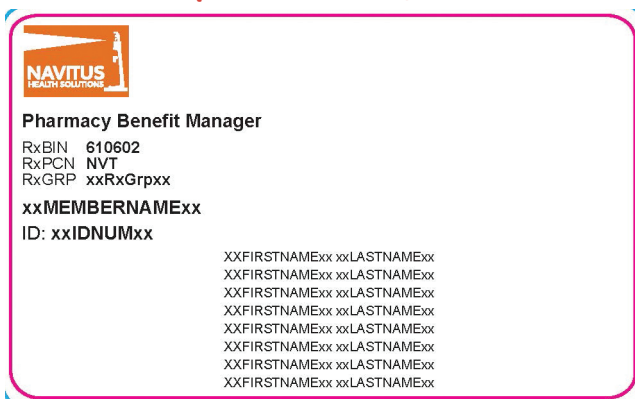 NAVITUS
HEALTH SOLUTIONS
Pharmacy Benefit Manager
RxBIN 610602
RxPCN NVT
RxGRP xxRxGrpxx
xxMEMBERNAMExx
ID: xxIDNUMxx
XXFIRSTNAMExx xxLASTNAMExx
XXFIRSTNAMExx xxLASTNAMExx
XXFIRSTNAMExx xxLASTNAMExx
XXFIRSTNAMExx xxLASTNAMExx
XXFIRSTNAMExx xxLASTNAMExx
XXFIRSTNAMExx xxLASTNAMExx
XXFIRSTNAMExx xxLASTNAMExx
XXFIRSTNAMExx xxLASTNAMExx